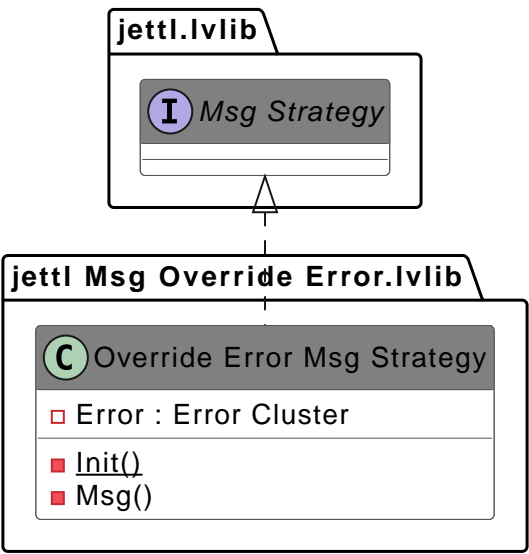 jettl.lvlib
I Msg Strategy
jettl Msg Override Error.lvlib
C Override Error Msg Strategy
Error : Error Cluster
Init()
Msg()